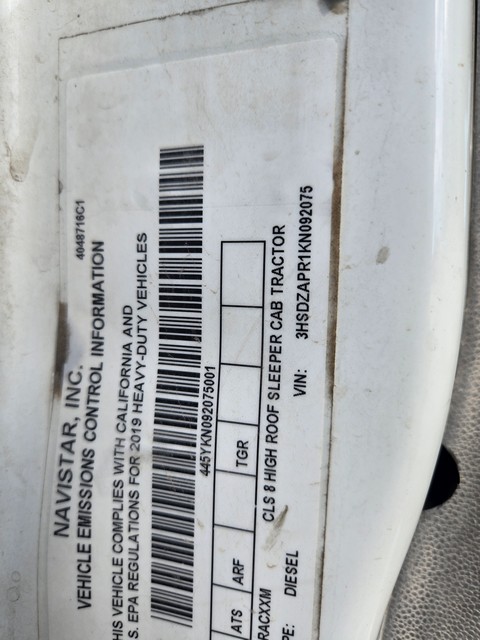 4048716C1
NAVISTAR, INC.
VEHICLE EMISSIONS CONTROL INFORMATION
HIS VEHICLE COMPLIES WITH CALIFORNIA AND
S. EPA REGULATIONS FOR 2019 HEAVY-DUTY VEHICLES
445YKN092075001
ATS ARF TGR
RACXXM CLS 8 HIGH ROOF SLEEPER CAB TRACTOR
PE: DIESEL VIN: 3HSDZAPR1KN092075